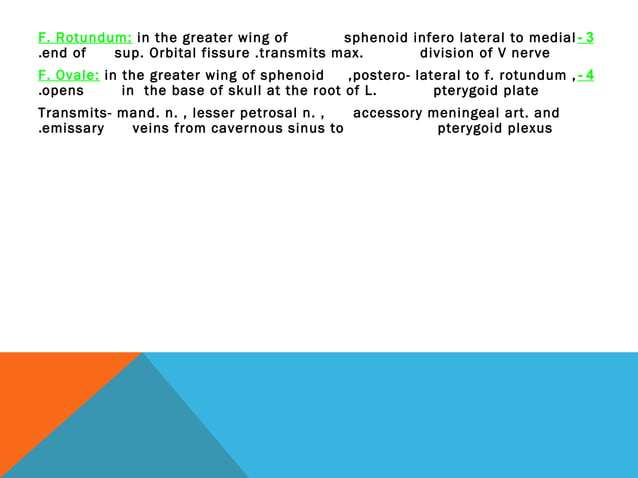 F. Rotundum: in the greater wing of sphenoid infero lateral to medial -3
.end of sup. Orbital fissure .transmits max. division of V nerve
F. Ovale: in the greater wing of sphenoid ,postero- lateral to f. rotundum , -4
.opens in the base of skull at the root of L. pterygoid plate
Transmits- mand. n. , lesser petrosal n. , accessory meningeal art. and
.emissary veins from cavernous sinus to pterygoid plexus